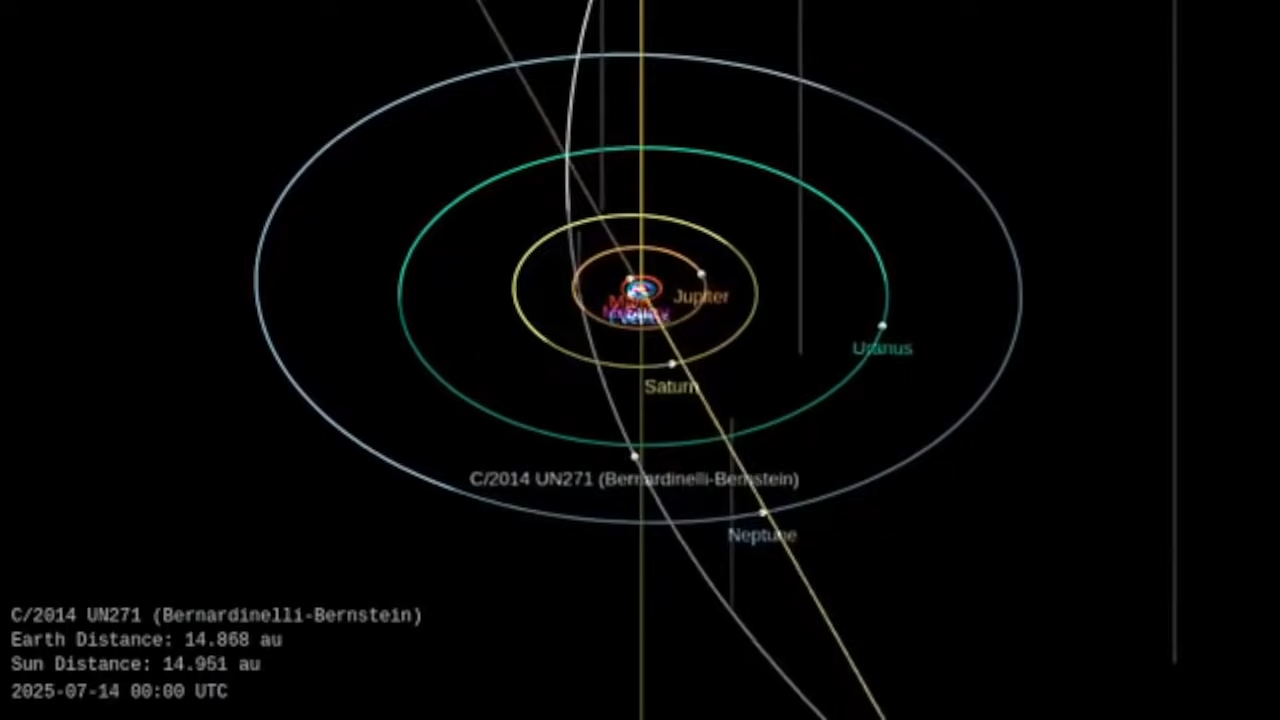 Jupiter
Uranus
Saturn
C/2014 UN271 (Bernardinelli-Bernstein)
Neptune
C/2014 UN271 (Bernardinelli-Bernstein)
Earth Distance: 14.868 au
Sun Distance: 14.951 au
2025-07-14 00:00 UTC